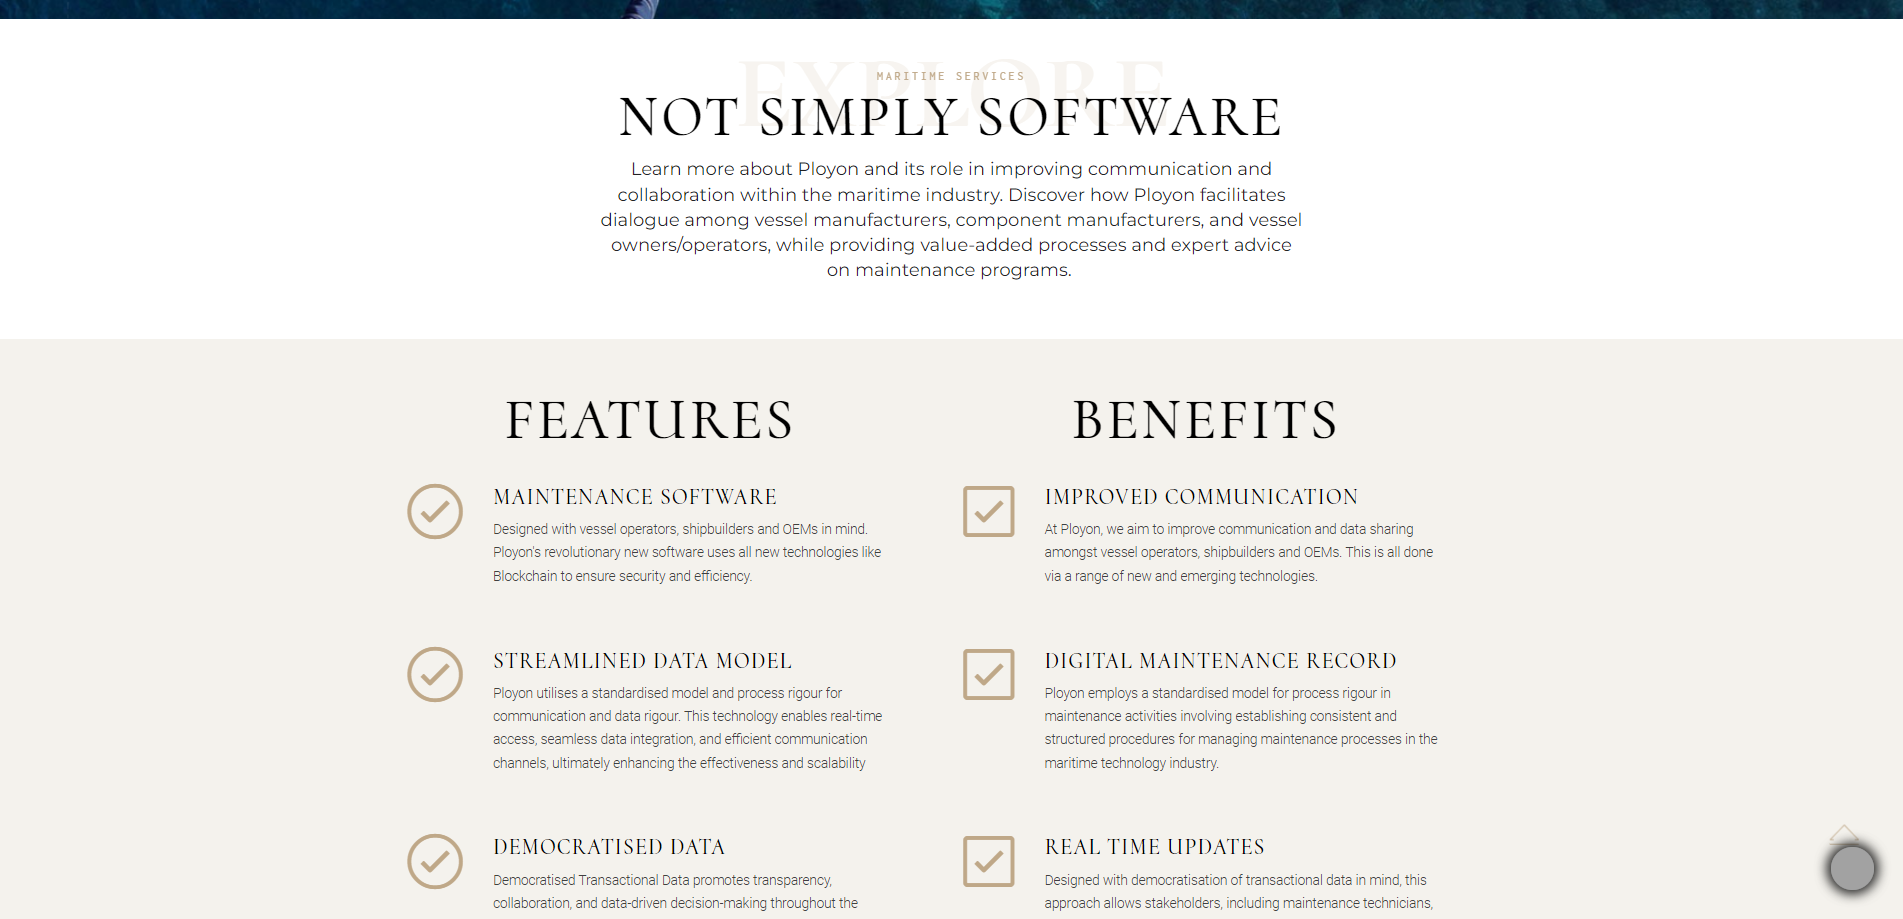 EXPLORE
MARITIME SERVICES
NOT SIMPLY SOFTWARE
Learn more about Ployon and its role in improving communication and
collaboration within the maritime industry. Discover how Ployon facilitates
dialogue among vessel manufacturers, component manufacturers, and vessel
owners/operators, while providing value-added processes and expert advice
on maintenance programs.
FEATURES
MAINTENANCE SOFTWARE
Designed with vessel operators, shipbuilders and OEMs in mind.
Ployon's revolutionary new software uses all new technologies like
Blockchain to ensure security and efficiency.
STREAMLINED DATA MODEL
Ployon utilises a standardised model and process rigour for
communication and data rigour. This technology enables real-time
access, seamless data integration, and efficient communication
channels, ultimately enhancing the effectiveness and scalability
DEMOCRATISED DATA
Democratised Transactional Data promotes transparency,
collaboration, and data-driven decision-making throughout the
BENEFITS
IMPROVED COMMUNICATION
At Ployon, we aim to improve communication and data sharing
amongst vessel operators, shipbuilders and OEMs. This is all done
via a range of new and emerging technologies.
DIGITAL MAINTENANCE RECORD
Ployon employs a standardised model for process rigour in
maintenance activities involving establishing consistent and
structured procedures for managing maintenance processes in the
maritime technology industry.
REAL TIME UPDATES
Designed with democratisation of transactional data in mind, this
approach allows stakeholders, including maintenance technicians,